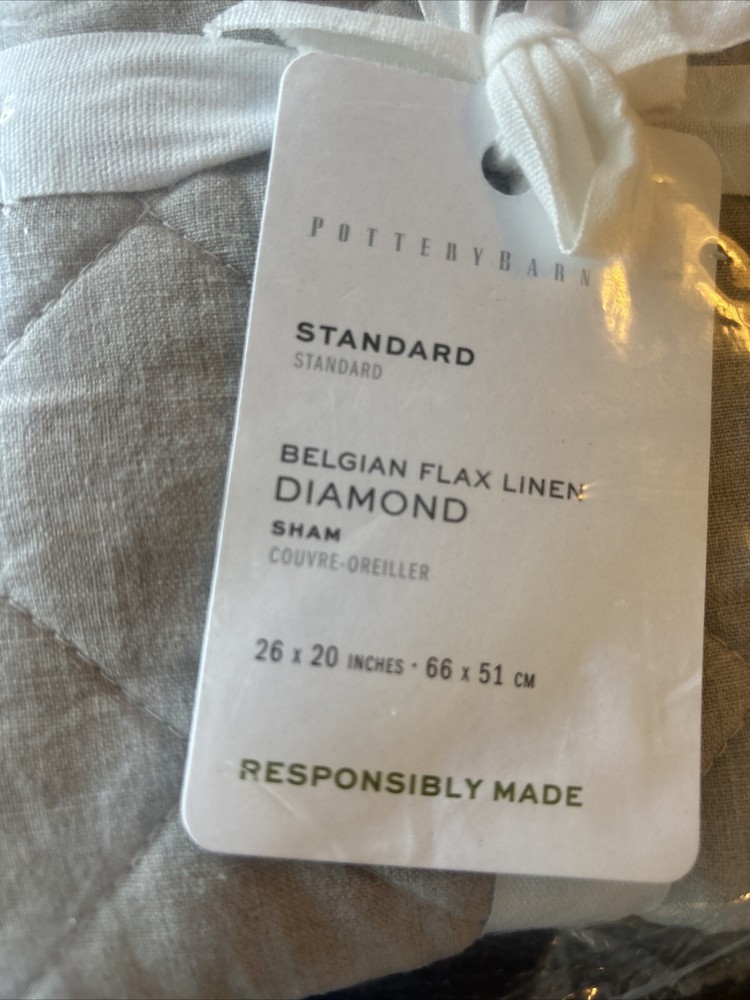 POTTERYBARN
STANDARD
STANDARD
BELGIAN FLAX LINEN
DIAMOND
SHAM
COUVRE-OREILLER
26 x 20 INCHES · 66 x 51 CM
RESPONSIBLY MADE